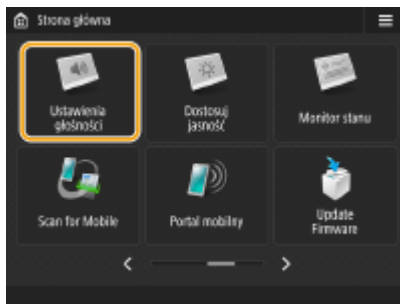 Strona główna
Ustawienia
głośności
Dostosuj
jasność
Monitor stanu
Scan for Mobile
Portal mobilny
Update
Firmware